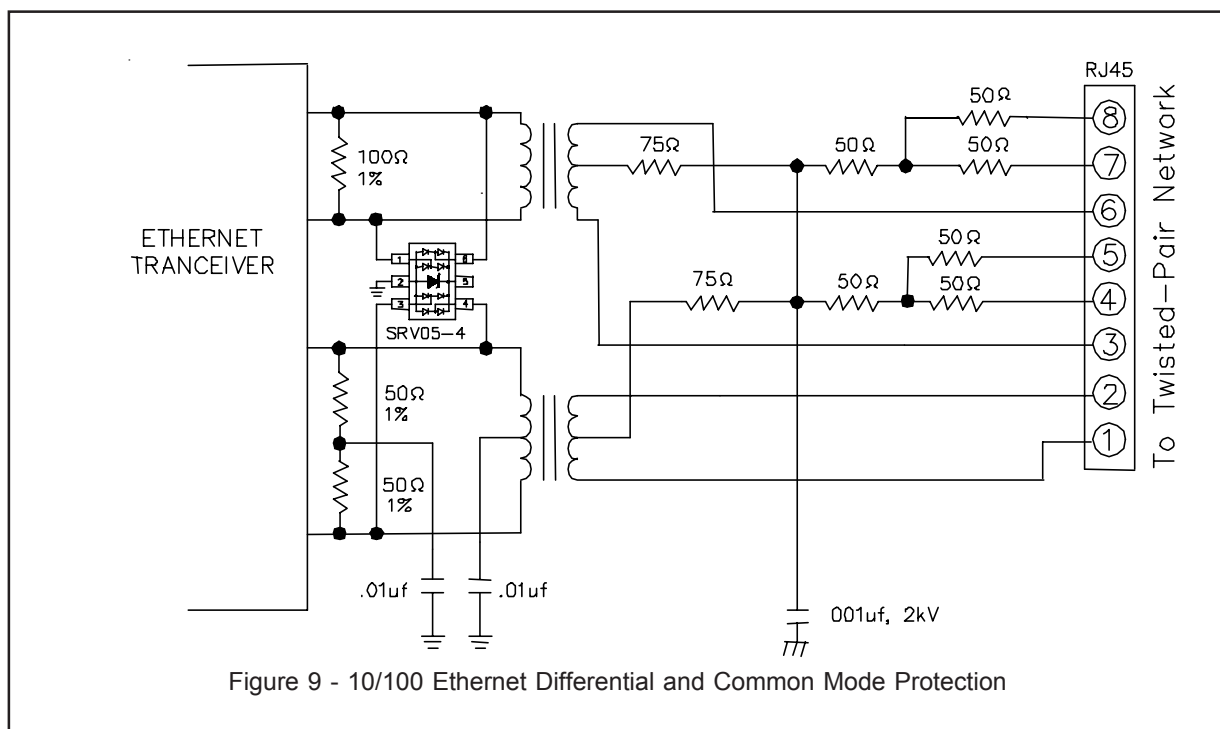 RJ45
50Ω
8
75Ω
50Ω
50Ω
7
100Ω
1%
6
ETHERNET
TRANCEIVER
50Ω
5
1
6
2
5
3
4
SRV05-4
75Ω
50Ω
50Ω
4
3
50Ω
1%
2
1
50Ω
1%
.01uf
.01uf
001uf, 2kV
To Twisted-Pair Network
Figure 9 - 10/100 Ethernet Differential and Common Mode Protection